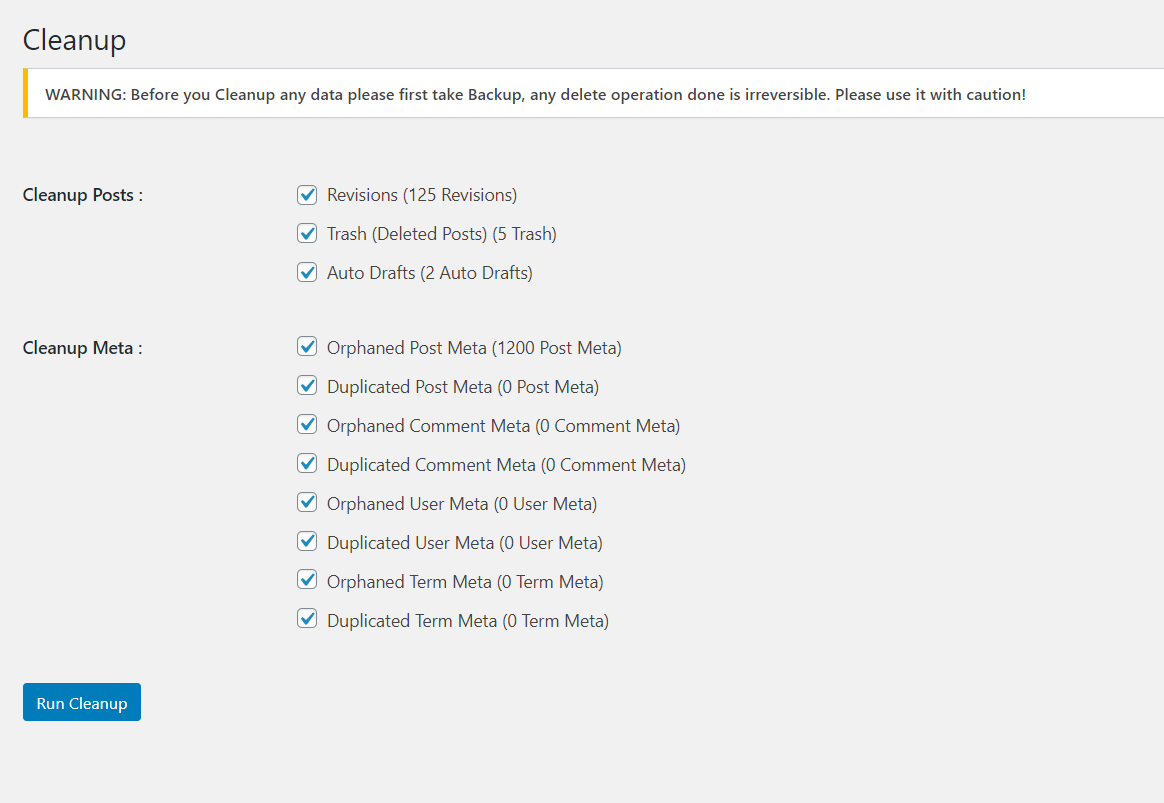 Cleanup
WARNING: Before you Cleanup any data please first take Backup, any delete operation done is irreversible. Please use it with caution!
Cleanup Posts :
Revisions (125 Revisions)
Trash (Deleted Posts) (5 Trash)
Auto Drafts (2 Auto Drafts)
Cleanup Meta :
Orphaned Post Meta (1200 Post Meta)
Duplicated Post Meta (0 Post Meta)
Orphaned Comment Meta (0 Comment Meta)
Duplicated Comment Meta (0 Comment Meta)
Orphaned User Meta (0 User Meta)
Duplicated User Meta (0 User Meta)
Orphaned Term Meta (0 Term Meta)
Duplicated Term Meta (0 Term Meta)
Run Cleanup